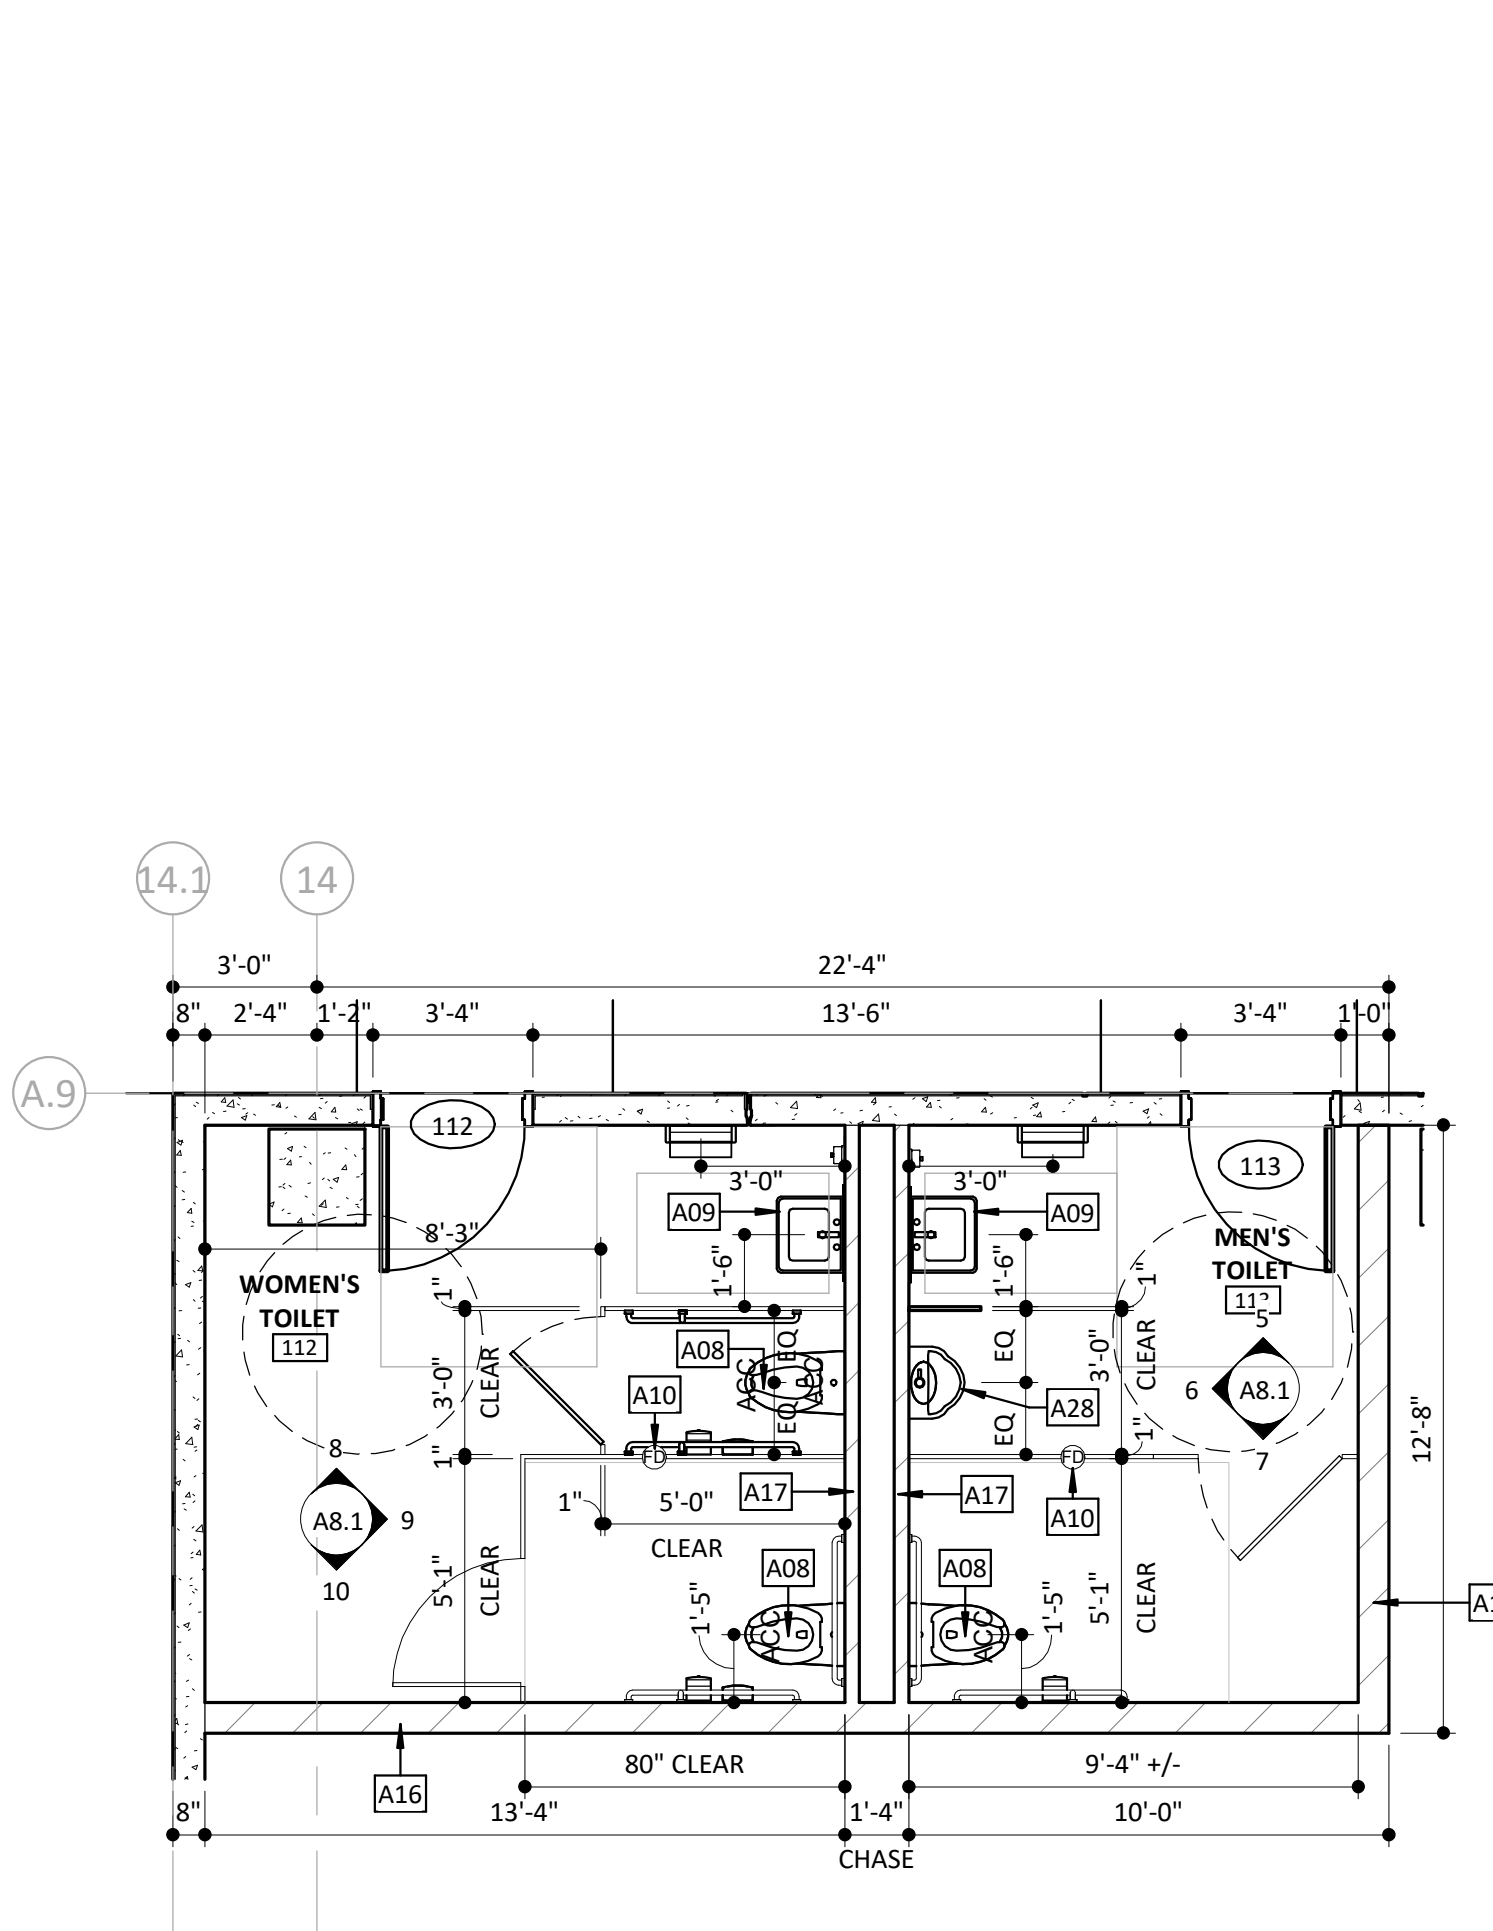 14.1
14
3'-0"
22'-4"
8"
2'-4"
1'-2"
3'-4"
13'-6"
3'-4"
1'-0"
A.9
112
113
3'-0"
3'-0"
A09
A09
8'-3"
1'-6"
1'-6"
MEN'S
TOILET
5
6
A8.1
7
WOMEN'S
TOILET
112
1"
1"
3'-0"
CLEAR
EQ
EQ
A08
ACC
ACC
EQ
EQ
3'-0"
CLEAR
A10
A28
1"
1"
12'-8"
FD
FD
8
A8.1
9
10
1"
5'-0"
CLEAR
A17
A17
A10
5'-1"
CLEAR
A08
A08
1'-5"
ACC
ACC
1'-5"
5'-1"
CLEAR
A16
80" CLEAR
9'-4" +/-
8"
13'-4"
1'-4"
10'-0"
CHASE